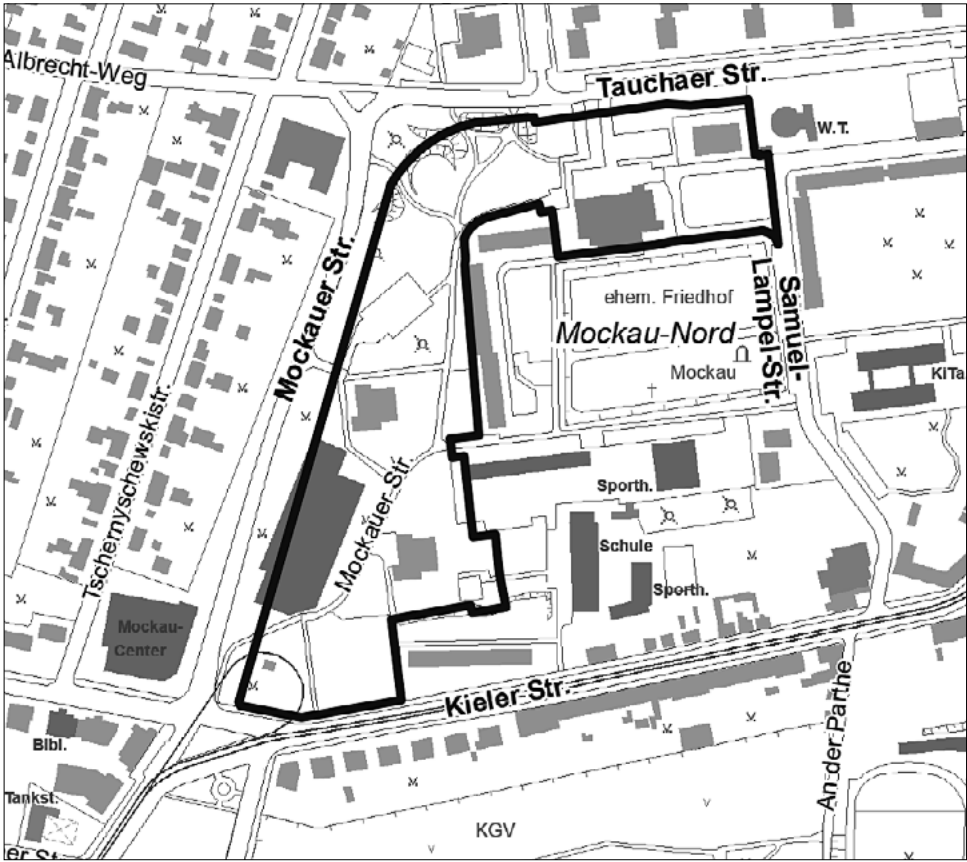 Albrecht-Weg
Tauchaer Str.
W.T.
Mockauer Str.
ehem. Friedhof
Mockau-Nord
Mockau
Samuel-
Lampel-Str.
KiTa
Tschernyschewskistr.
Mockauer Str.
Sporth.
Schule
Sporth.
Mockau-
Center
Kieler Str.
An der Parthe
Bibl.
Tankst.
er St
KGV